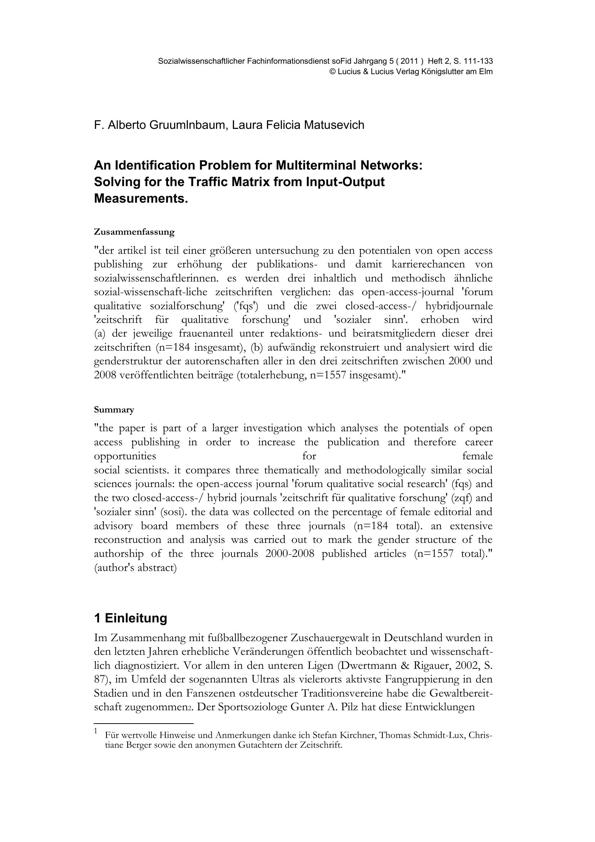 Sozialwissenschaftlicher Fachinformationsdienst soFid Jahrgang 5 ( 2011 ) Heft 2, S. 111-133
© Lucius & Lucius Verlag Königslutter am Elm
F. Alberto Gruumlnbaum, Laura Felicia Matusevich
An Identification Problem for Multiterminal Networks:
Solving for the Traffic Matrix from Input-Output
Measurements.
Zusammenfassung
"der artikel ist teil einer größeren untersuchung zu den potentialen von open access
publishing zur erhöhung der publikations- und damit karrierechancen von
sozialwissenschaftlerinnen. es werden drei inhaltlich und methodisch ähnliche
sozial-wissenschaft-liche zeitschriften verglichen: das open-access-journal 'forum
qualitative sozialforschung' ('fqs') und die zwei closed-access-/ hybridjournale
'zeitschrift für qualitative forschung' und 'sozialer sinn'. erhoben wird
(a) der jeweilige frauenanteil unter redaktions- und beiratsmitgliedern dieser drei
zeitschriften (n=184 insgesamt), (b) aufwändig rekonstruiert und analysiert wird die
genderstruktur der autorenschaften aller in den drei zeitschriften zwischen 2000 und
2008 veröffentlichten beiträge (totalerhebung, n=1557 insgesamt)."
Summary
"the paper is part of a larger investigation which analyses the potentials of open
access publishing in order to increase the publication and therefore career
opportunities for female
social scientists. it compares three thematically and methodologically similar social
sciences journals: the open-access journal 'forum qualitative social research' (fqs) and
the two closed-access-/ hybrid journals 'zeitschrift für qualitative forschung' (zqf) and
'sozialer sinn' (sosi). the data was collected on the percentage of female editorial and
advisory board members of these three journals (n=184 total). an extensive
reconstruction and analysis was carried out to mark the gender structure of the
authorship of the three journals 2000-2008 published articles (n=1557 total)."
(author's abstract)
1 Einleitung
Im Zusammenhang mit fußballbezogener Zuschauergewalt in Deutschland wurden in
den letzten Jahren erhebliche Veränderungen öffentlich beobachtet und wissenschaft-
lich diagnostiziert. Vor allem in den unteren Ligen (Dwertmann & Rigauer, 2002, S.
87), im Umfeld der sogenannten Ultras als vielerorts aktivste Fangruppierung in den
Stadien und in den Fanszenen ostdeutscher Traditionsvereine habe die Gewaltbereit-
schaft zugenommen2. Der Sportsoziologe Gunter A. Pilz hat diese Entwicklungen
1 Für wertvolle Hinweise und Anmerkungen danke ich Stefan Kirchner, Thomas Schmidt-Lux, Chris-
tiane Berger sowie den anonymen Gutachtern der Zeitschrift.